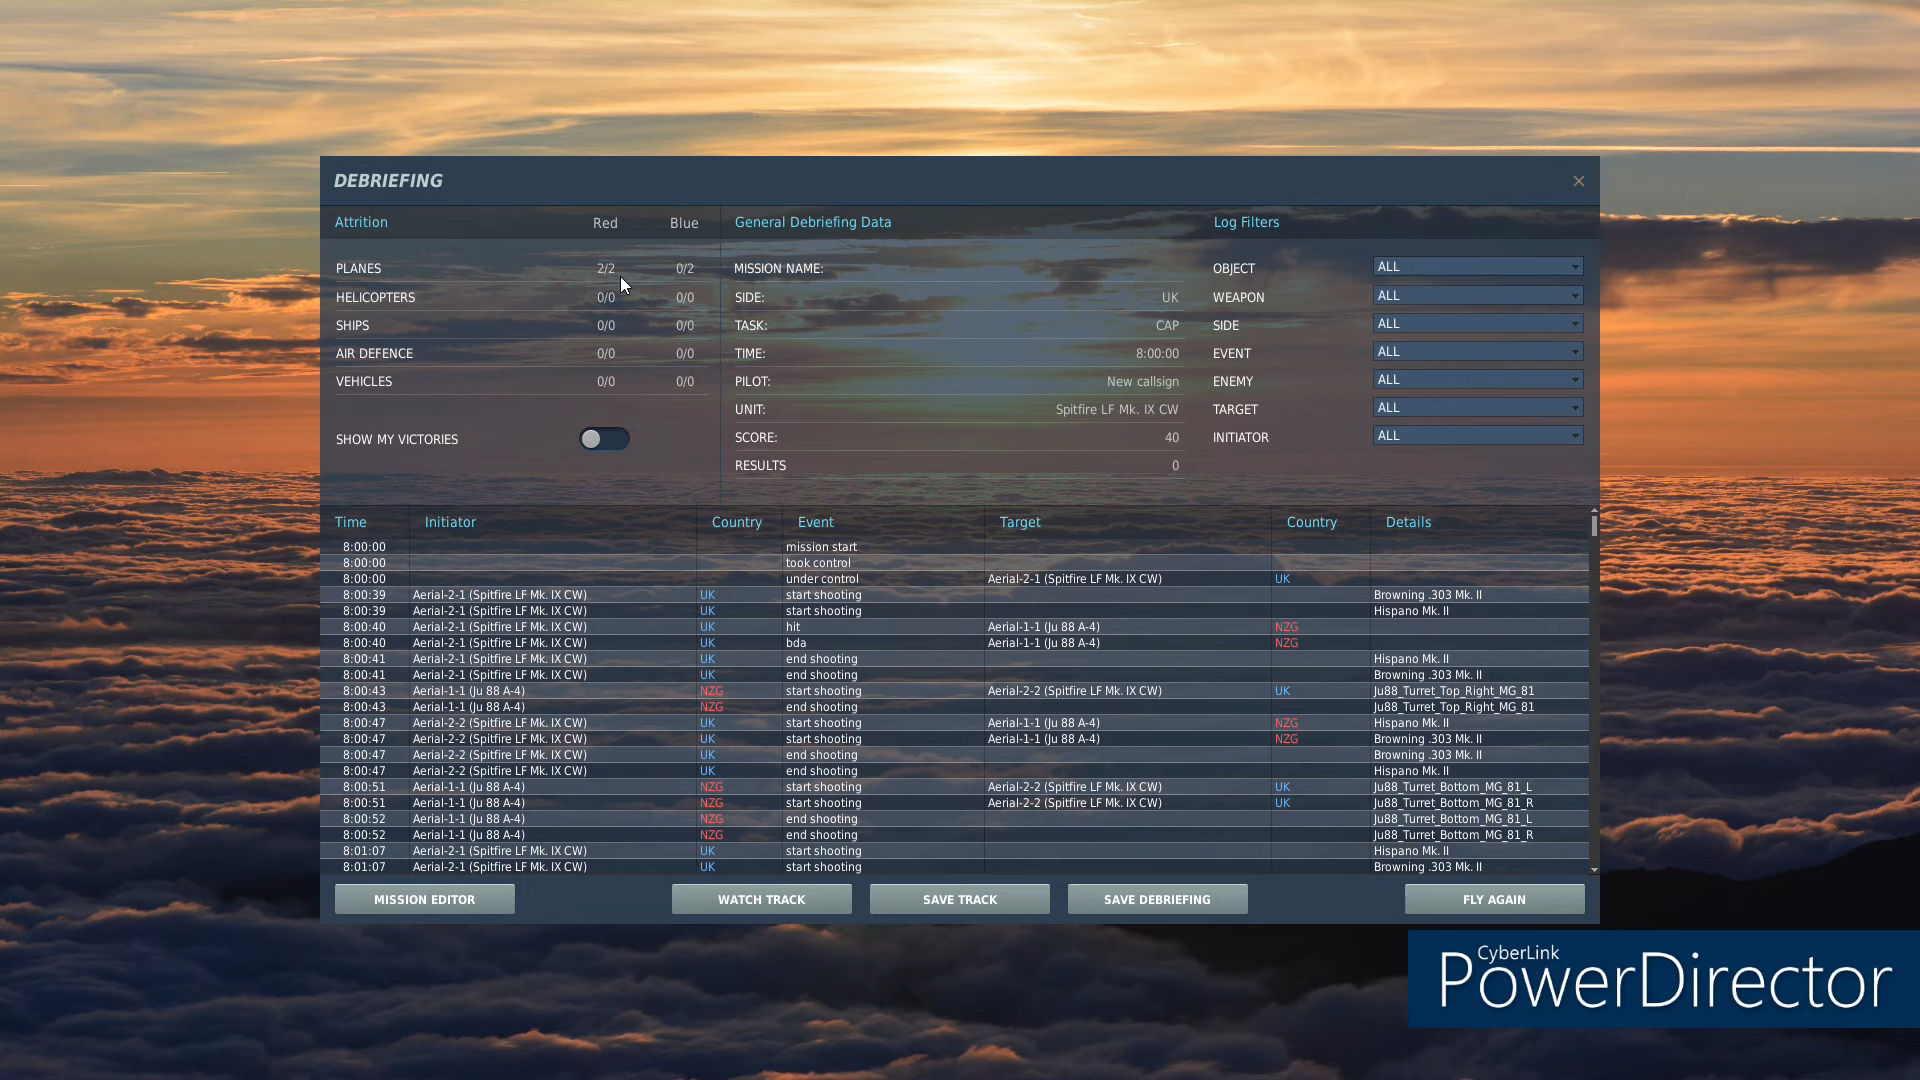 DEBRIEFING
Attrition Red Blue General Debriefing Data Log Filters
PLANES 2/2 0/2 MISSION NAME: OBJECT ALL
HELICOPTERS 0/0 0/0 SIDE: UK WEAPON ALL
SHIPS 0/0 0/0 TASK: CAP SIDE ALL
AIR DEFENCE 0/0 0/0 TIME: 8:00:00 EVENT ALL
VEHICLES 0/0 0/0 PILOT: New callsign ENEMY ALL
UNIT: Spitfire LF Mk. IX CW TARGET ALL
SHOW MY VICTORIES SCORE: 40 INITIATOR ALL
RESULTS 0
Time Initiator Country Event Target Country Details
8:00:00 mission start
8:00:00 took control
8:00:00 under control Aerial-2-1 (Spitfire LF Mk. IX CW) UK
8:00:39 Aerial-2-1 (Spitfire LF Mk. IX CW) UK start shooting Browning .303 Mk. II
8:00:39 Aerial-2-1 (Spitfire LF Mk. IX CW) UK start shooting Hispano Mk. II
8:00:40 Aerial-2-1 (Spitfire LF Mk. IX CW) UK hit Aerial-1-1 (Ju 88 A-4) NZG
8:00:40 Aerial-2-1 (Spitfire LF Mk. IX CW) UK bda Aerial-1-1 (Ju 88 A-4) NZG
8:00:41 Aerial-2-1 (Spitfire LF Mk. IX CW) UK end shooting Hispano Mk. II
8:00:41 Aerial-2-1 (Spitfire LF Mk. IX CW) UK end shooting Browning .303 Mk. II
8:00:43 Aerial-1-1 (Ju 88 A-4) NZG start shooting Aerial-2-2 (Spitfire LF Mk. IX CW) UK Ju88_Turret_Top_Right_MG_81
8:00:43 Aerial-1-1 (Ju 88 A-4) NZG end shooting Ju88_Turret_Top_Right_MG_81
8:00:47 Aerial-2-2 (Spitfire LF Mk. IX CW) UK start shooting Aerial-1-1 (Ju 88 A-4) NZG Hispano Mk. II
8:00:47 Aerial-2-2 (Spitfire LF Mk. IX CW) UK start shooting Aerial-1-1 (Ju 88 A-4) NZG Browning .303 Mk. II
8:00:47 Aerial-2-2 (Spitfire LF Mk. IX CW) UK end shooting Browning .303 Mk. II
8:00:47 Aerial-2-2 (Spitfire LF Mk. IX CW) UK end shooting Hispano Mk. II
8:00:51 Aerial-1-1 (Ju 88 A-4) NZG start shooting Aerial-2-2 (Spitfire LF Mk. IX CW) UK Ju88_Turret_Bottom_MG_81_L
8:00:51 Aerial-1-1 (Ju 88 A-4) NZG start shooting Aerial-2-2 (Spitfire LF Mk. IX CW) UK Ju88_Turret_Bottom_MG_81_R
8:00:52 Aerial-1-1 (Ju 88 A-4) NZG end shooting Ju88_Turret_Bottom_MG_81_L
8:00:52 Aerial-1-1 (Ju 88 A-4) NZG end shooting Ju88_Turret_Bottom_MG_81_R
8:01:07 Aerial-2-1 (Spitfire LF Mk. IX CW) UK start shooting Hispano Mk. II
8:01:07 Aerial-2-1 (Spitfire LF Mk. IX CW) UK start shooting Browning .303 Mk. II
MISSION EDITOR WATCH TRACK SAVE TRACK SAVE DEBRIEFING FLY AGAIN
CyberLink
PowerDirector